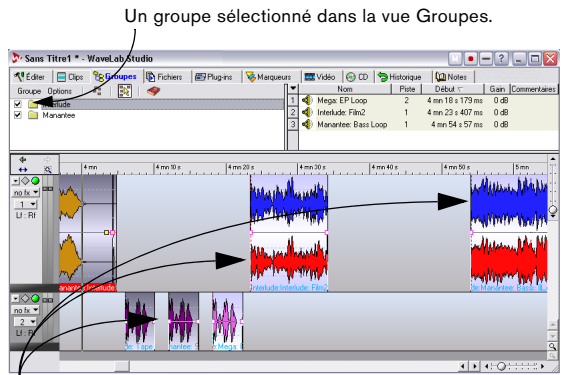 Un groupe sélectionné dans la vue Groupes.
Sans Titre1 * - WaveLab Studio
Éditer Clips Groupes Fichiers Plug-ins Marqueurs Vidéo CD Historique Notes
Groupe Options
Interlude
Manantee
Nom Piste Début Gain Commentaires
1 Mega: EP Loop 2 4 mn 18 s 179 ms 0 dB
2 Interlude: Film2 1 4 mn 23 s 407 ms 0 dB
3 Manantee: Bass Loop 1 4 mn 54 s 57 ms 0 dB
4 mn 4 mn 10 s 4 mn 20 s 4 mn 30 s 4 mn 40 s 4 mn 50 s 5 mn
no fx
1
Lf : Rf
Interlude: Film2
no fx
2
Lf : Rf